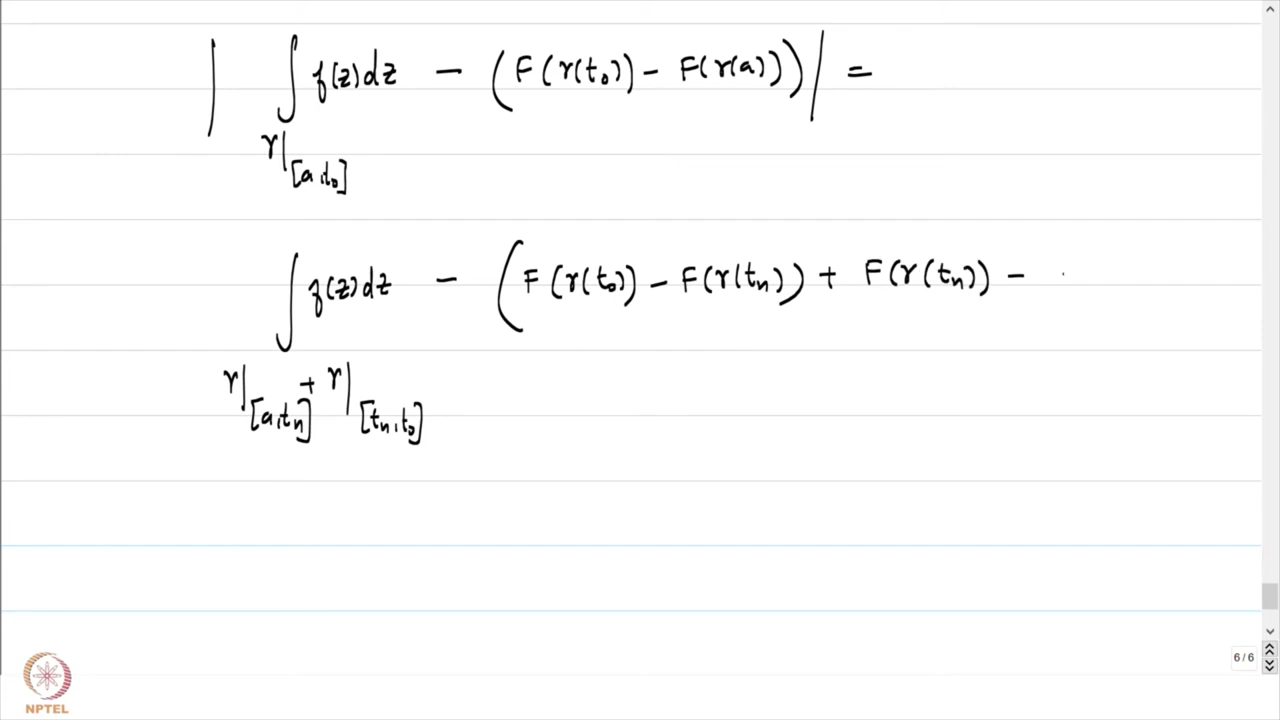 | ∫ f(z)dz − (F(γ(t₀)) − F(γ(a)))| =
γ|[a,t₀]
∫ f(z)dz − (F(γ(t₀)) − F(γ(tₙ)) + F(γ(tₙ)) −
γ|[a,tₙ] + γ|[tₙ,t₀]
6 / 6
NPTEL